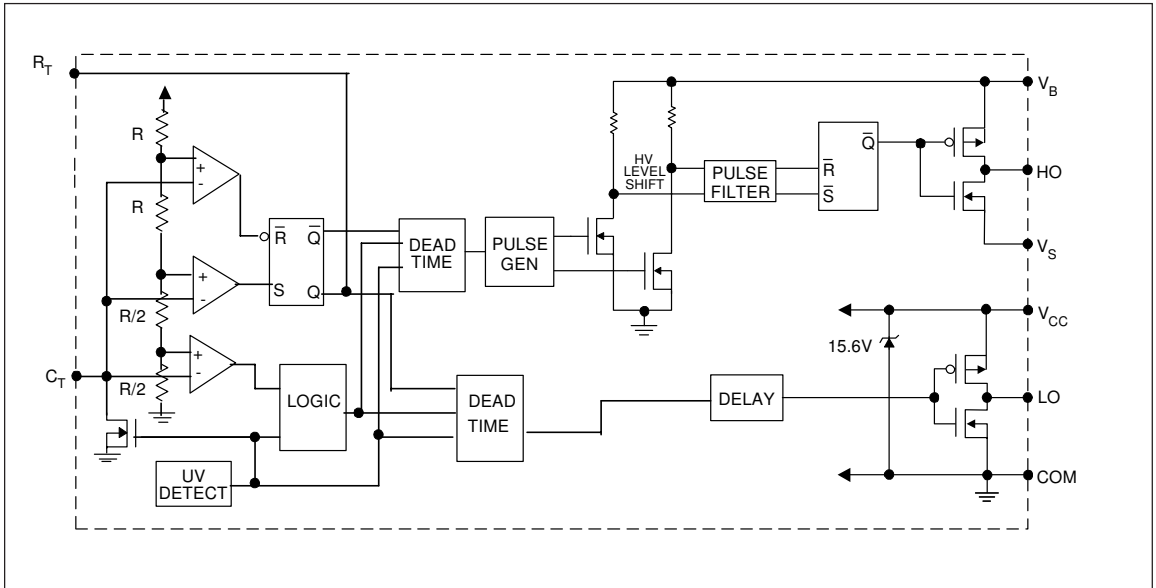 R_T
R
+
-
R
+
-
R/2
+
-
R/2
C_T
R̅ Q̅
S Q
LOGIC
UV
DETECT
DEAD
TIME
PULSE
GEN
DEAD
TIME
HV
LEVEL
SHIFT
PULSE
FILTER
R̅ Q̅
S̅
DELAY
15.6V
V_B
HO
V_S
V_CC
LO
COM